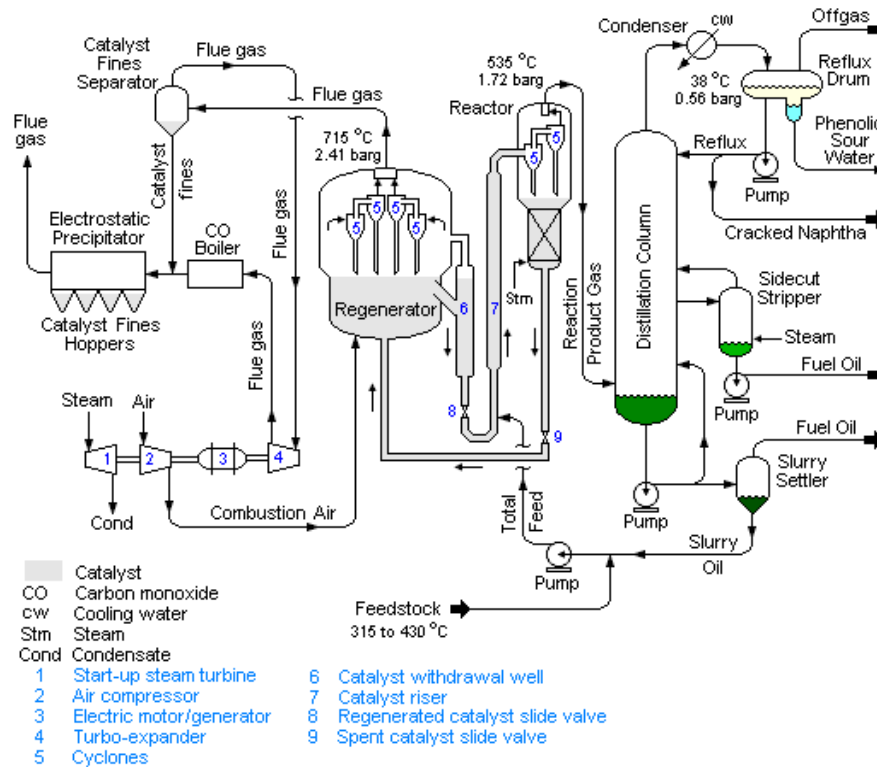 Catalyst
Fines
Separator
Flue gas
Flue gas
Flue
gas
Catalyst
fines
Flue gas
715 °C
2.41 barg
535 °C
1.72 barg
Reactor
Condenser
CW
Offgas
Reflux
Drum
38 °C
0.56 barg
Phenolic
Sour
Water
Reflux
Pump
Cracked Naphtha
Electrostatic
Precipitator
CO
Boiler
Catalyst Fines
Hoppers
Flue gas
5
5
5
5
5
5
Regenerator
6
7
Stm
Reaction
Product Gas
Distillation Column
Sidecut
Stripper
Steam
Fuel Oil
Pump
8
9
Steam
Air
1
2
3
4
Cond
Combustion Air
Total
Feed
Pump
Fuel Oil
Slurry
Settler
Pump
Slurry
Oil
Feedstock
315 to 430 °C
Catalyst
CO Carbon monoxide
CW Cooling water
Stm Steam
Cond Condensate
1 Start-up steam turbine
2 Air compressor
3 Electric motor/generator
4 Turbo-expander
5 Cyclones
6 Catalyst withdrawal well
7 Catalyst riser
8 Regenerated catalyst slide valve
9 Spent catalyst slide valve